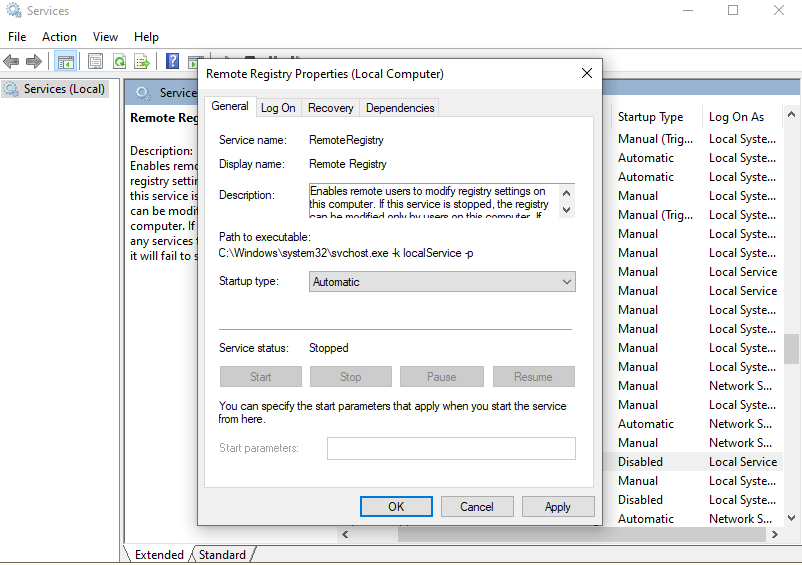 Services
File Action View Help
Services (Local)
Service
Remote Reg
Description:
Enables remo
registry settin
this service is
can be modif
computer. If
any services t
it will fail to s
Remote Registry Properties (Local Computer)
General Log On Recovery Dependencies
Service name: RemoteRegistry
Display name: Remote Registry
Description: Enables remote users to modify registry settings on
this computer. If this service is stopped, the registry
can be modified only by users on this computer. If
Path to executable:
C:\Windows\system32\svchost.exe -k localService -p
Startup type: Automatic
Service status: Stopped
Start Stop Pause Resume
You can specify the start parameters that apply when you start the service
from here.
Start parameters:
OK Cancel Apply
Startup Type Log On As
Manual (Trig... Local Syste...
Automatic Local Syste...
Automatic Local Syste...
Manual Local Syste...
Manual (Trig... Local Syste...
Manual Local Syste...
Manual Local Syste...
Manual Local Service
Manual Local Service
Manual Local Syste...
Manual Local Syste...
Manual Local Syste...
Manual Local Syste...
Manual Network S...
Manual Local Syste...
Automatic Network S...
Manual Network S...
Disabled Local Service
Manual Local Syste...
Disabled Local Syste...
Automatic Network S...
Extended Standard